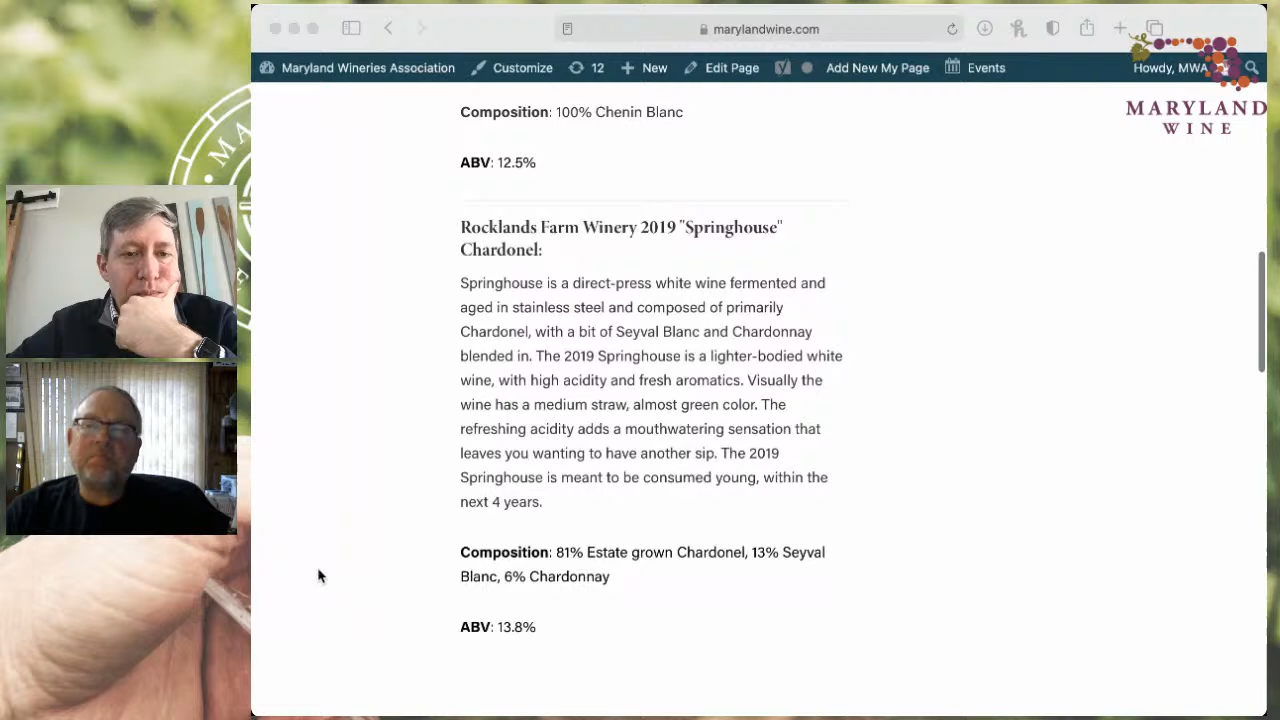 marylandwine.com
Maryland Wineries Association Customize 12 New Edit Page Add New My Page Events Howdy, MWA
MARYLAND
WINE
Composition: 100% Chenin Blanc
ABV: 12.5%
Rocklands Farm Winery 2019 "Springhouse"
Chardonel:
Springhouse is a direct-press white wine fermented and
aged in stainless steel and composed of primarily
Chardonel, with a bit of Seyval Blanc and Chardonnay
blended in. The 2019 Springhouse is a lighter-bodied white
wine, with high acidity and fresh aromatics. Visually the
wine has a medium straw, almost green color. The
refreshing acidity adds a mouthwatering sensation that
leaves you wanting to have another sip. The 2019
Springhouse is meant to be consumed young, within the
next 4 years.
Composition: 81% Estate grown Chardonel, 13% Seyval
Blanc, 6% Chardonnay
ABV: 13.8%